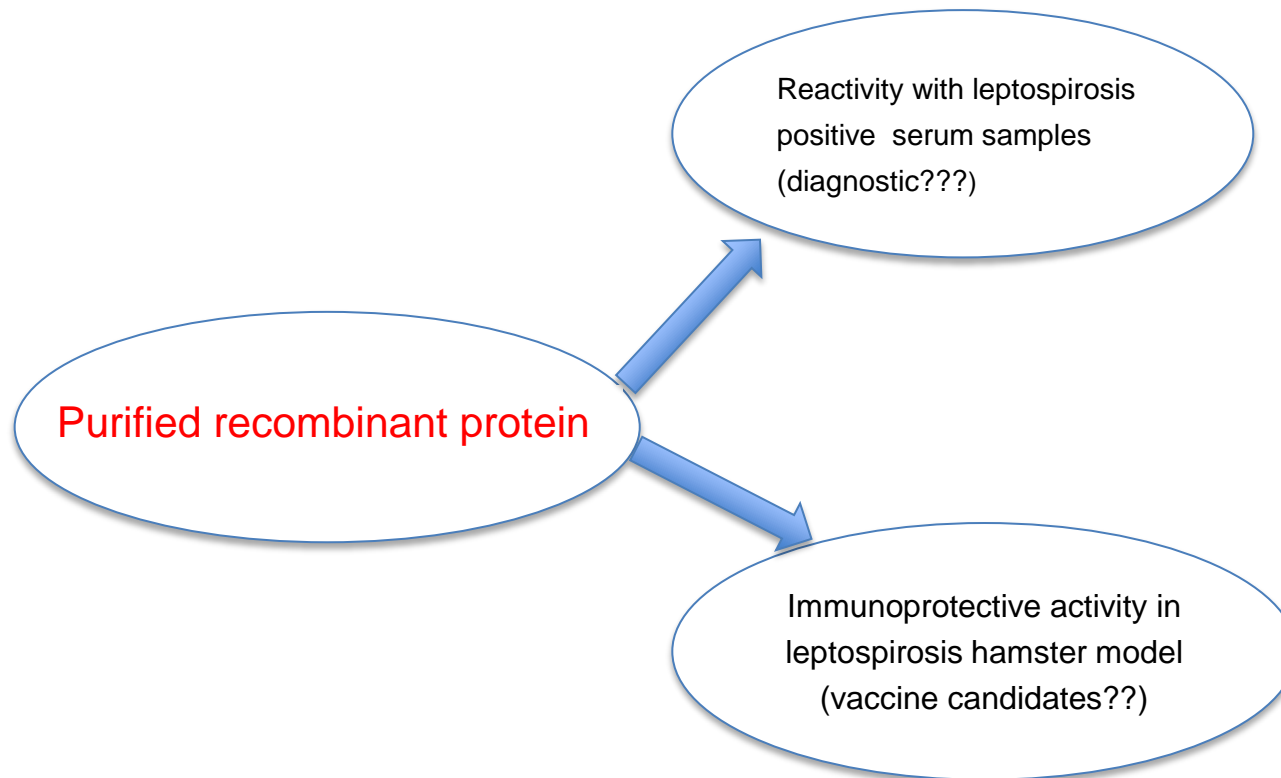 Reactivity with leptospirosis
positive serum samples
(diagnostic???)
Purified recombinant protein
Immunoprotective activity in
leptospirosis hamster model
(vaccine candidates??)